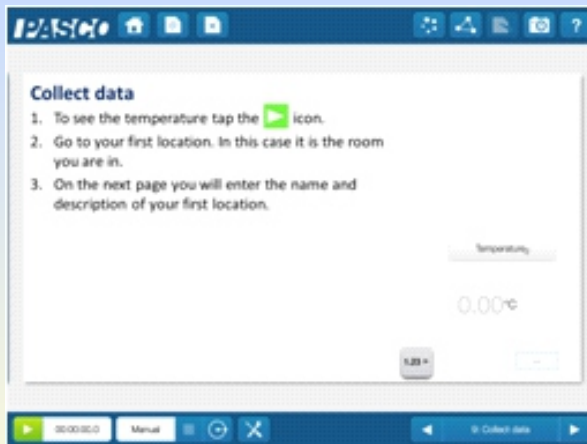 PASCO
?
Collect data
1. To see the temperature tap the icon.
2. Go to your first location. In this case it is the room
you are in.
3. On the next page you will enter the name and
description of your first location.
Temperature
0.00°C
1.23
00:00:00.0
Manual
9: Collect data